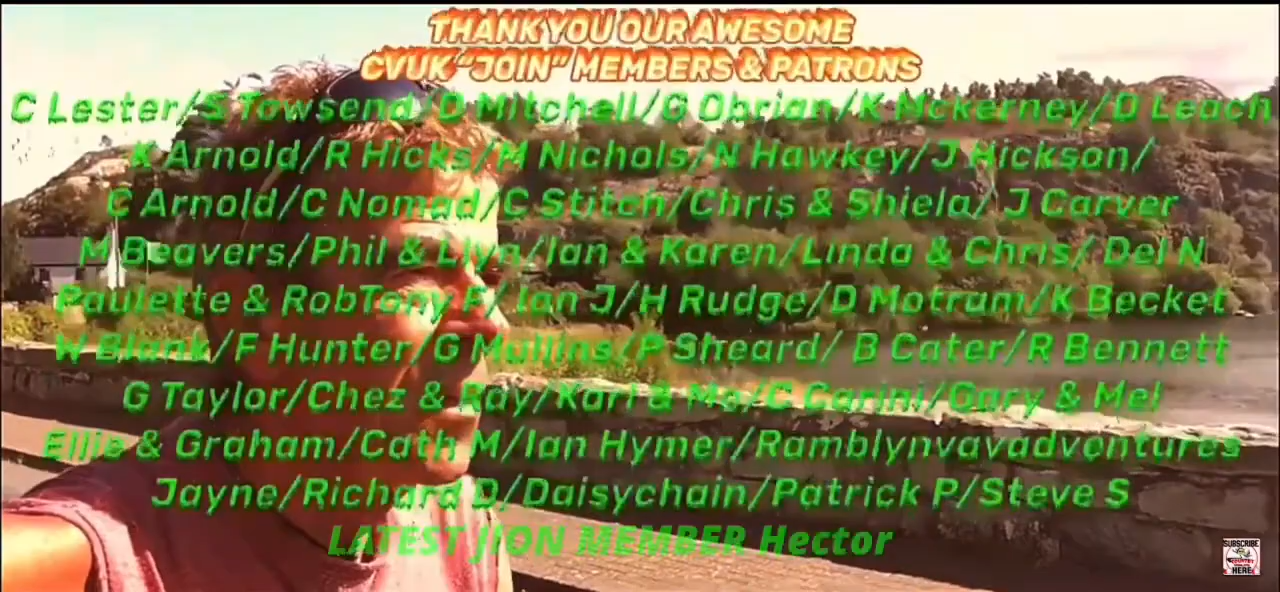 THANK YOU OUR AWESOME
CVUK "JOIN" MEMBERS & PATRONS
C Lester/S Towsend/D Mitchell/G Obrian/K Mckerney/D Leach
K Arnold/R Hicks/M Nichols/N Hawkey/J Hickson/
C Arnold/C Nomad/C Stitch/Chris & Shiela/ J Carver
M Beavers/Phil & Llyn/Ian & Karen/Linda & Chris/ Del N
Paulette & RobTony F/ Ian J/H Rudge/D Motram/K Becket
W Blank/F Hunter/G Mullins/P Sheard/ B Cater/R Bennett
G Taylor/Chez & Ray/Karl & Mo/C Carini/Gary & Mel
Ellie & Graham/Cath M/Ian Hymer/Ramblynvavadventures
Jayne/Richard D/Daisychain/Patrick P/Steve S
LATEST JION MEMBER Hector
SUBSCRIBE
HERE